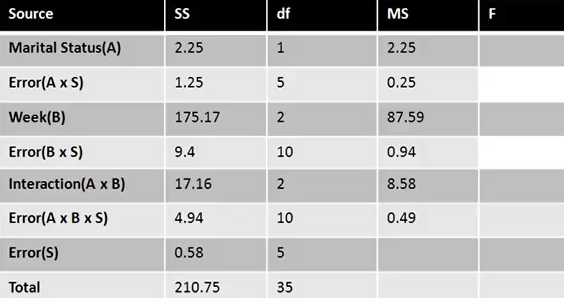 Source SS df MS F
Marital Status(A) 2.25 1 2.25
Error(A x S) 1.25 5 0.25
Week(B) 175.17 2 87.59
Error(B x S) 9.4 10 0.94
Interaction(A x B) 17.16 2 8.58
Error(A x B x S) 4.94 10 0.49
Error(S) 0.58 5
Total 210.75 35